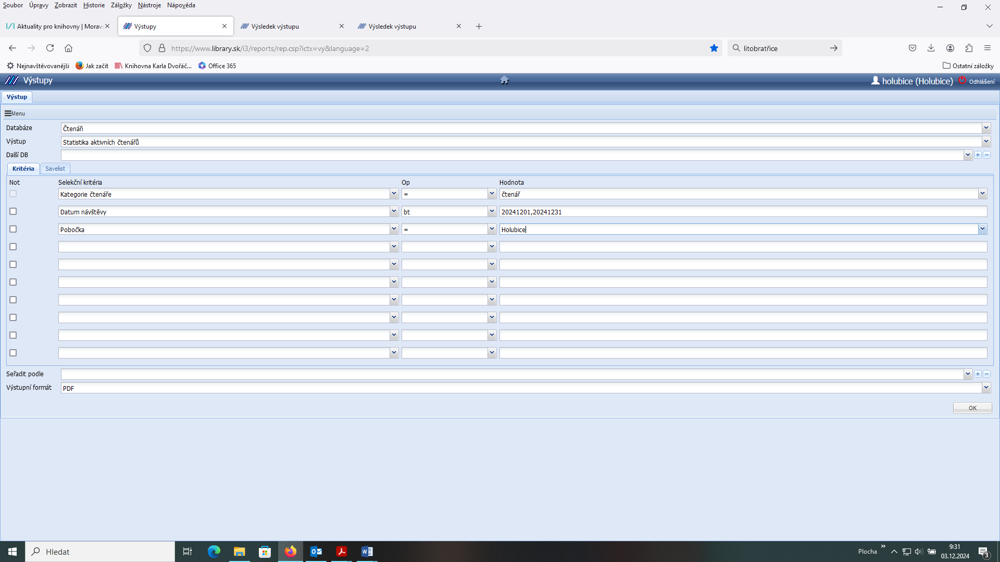 Soubor Úpravy Zobrazit Historie Záložky Nástroje Nápověda
Aktuality pro knihovny | Moravs
Výstupy
Výsledek výstupu
Výsledek výstupu
https://www.library.sk/i3/reports/rep.csp?ictx=vy&language=2
litobratřice
Nejnavštěvovanější Jak začít Knihovna Karla Dvořáč... Office 365
Ostatní záložky
Výstupy
holubice (Holubice) Odhlášení
Výstup
Menu
Databáze Čtenáři
Výstup Statistika aktivních čtenářů
Další DB
Kritéria Savelist
Not Selekční kritéria Op Hodnota
Kategorie čtenáře = čtenář
Datum návštěvy bt 20241201,20241231
Pobočka = Holubice
Seřadit podle
Výstupní formát PDF
OK
Hledat
Plocha
9:31
03.12.2024
3